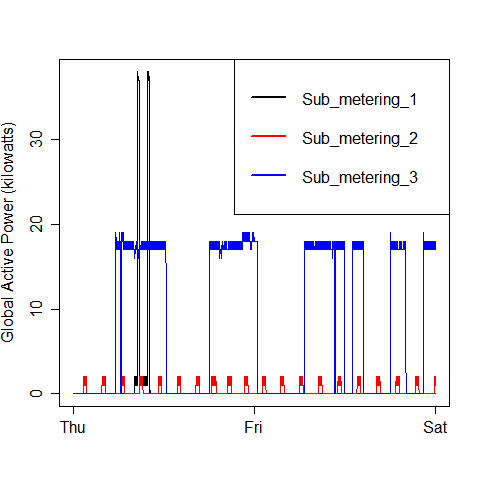 Sub_metering_1
Sub_metering_2
Sub_metering_3
Global Active Power (kilowatts)
30
20
10
0
Thu Fri Sat